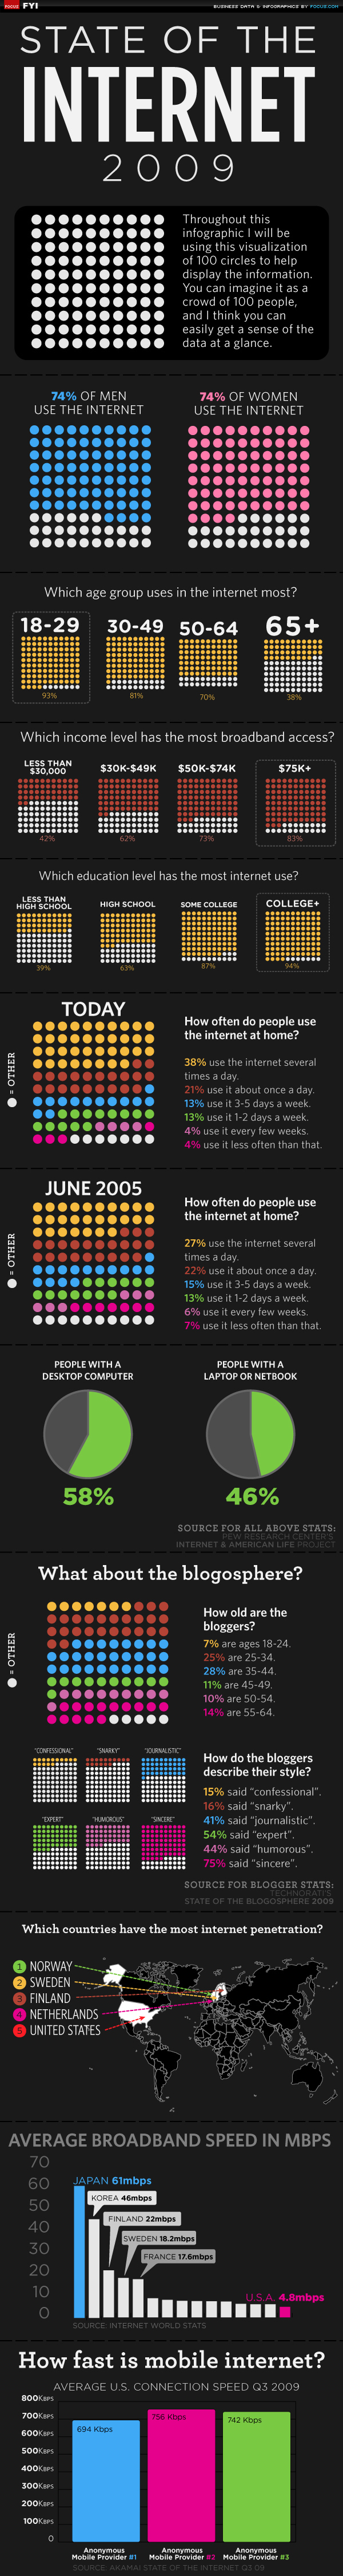 FOCUS FYI
BUSINESS DATA & INFOGRAPHICS BY FOCUS.COM
STATE OF THE
INTERNET
2009
Throughout this
infographic I will be
using this visualization
of 100 circles to help
display the information.
You can imagine it as a
crowd of 100 people,
and I think you can
easily get a sense of the
data at a glance.
74% OF MEN
USE THE INTERNET
74% OF WOMEN
USE THE INTERNET
Which age group uses in the internet most?
18-29
30-49
50-64
65+
93%
81%
70%
38%
Which income level has the most broadband access?
LESS THAN
$30,000
$30K-$49K
$50K-$74K
$75K+
42%
62%
73%
83%
Which education level has the most internet use?
LESS THAN
HIGH SCHOOL
HIGH SCHOOL
SOME COLLEGE
COLLEGE+
39%
63%
87%
94%
TODAY
= OTHER
How often do people use
the internet at home?
38% use the internet several
times a day.
21% use it about once a day.
13% use it 3-5 days a week.
13% use it 1-2 days a week.
4% use it every few weeks.
4% use it less often than that.
JUNE 2005
= OTHER
How often do people use
the internet at home?
27% use the internet several
times a day.
22% use it about once a day.
15% use it 3-5 days a week.
13% use it 1-2 days a week.
6% use it every few weeks.
7% use it less often than that.
PEOPLE WITH A
DESKTOP COMPUTER
58%
PEOPLE WITH A
LAPTOP OR NETBOOK
46%
SOURCE FOR ALL ABOVE STATS:
PEW RESEARCH CENTER'S
INTERNET & AMERICAN LIFE PROJECT
What about the blogosphere?
= OTHER
How old are the
bloggers?
7% are ages 18-24.
25% are 25-34.
28% are 35-44.
11% are 45-49.
10% are 50-54.
14% are 55-64.
"CONFESSIONAL"
"SNARKY"
"JOURNALISTIC"
"EXPERT"
"HUMOROUS"
"SINCERE"
How do the bloggers
describe their style?
15% said "confessional".
16% said "snarky".
41% said "journalistic".
54% said "expert".
44% said "humorous".
75% said "sincere".
SOURCE FOR BLOGGER STATS:
TECHNORATI'S
STATE OF THE BLOGOSPHERE 2009
Which countries have the most internet penetration?
1 NORWAY
2 SWEDEN
3 FINLAND
4 NETHERLANDS
5 UNITED STATES
AVERAGE BROADBAND SPEED IN MBPS
70
60
50
40
30
20
10
0
JAPAN 61mbps
KOREA 46mbps
FINLAND 22mbps
SWEDEN 18.2mbps
FRANCE 17.6mbps
U.S.A. 4.8mbps
SOURCE: INTERNET WORLD STATS
How fast is mobile internet?
AVERAGE U.S. CONNECTION SPEED Q3 2009
800KBPS
700KBPS
600KBPS
500KBPS
400KBPS
300KBPS
200KBPS
100KBPS
0
694 Kbps
756 Kbps
742 Kbps
Anonymous
Mobile Provider #1
Anonymous
Mobile Provider #2
Anonymous
Mobile Provider #3
SOURCE: AKAMAI STATE OF THE INTERNET Q3 09